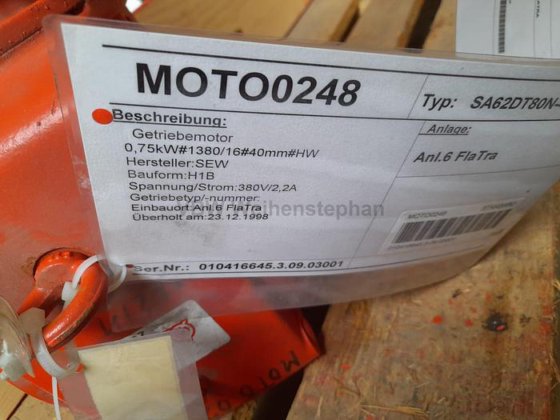 MOTO0248
Typ: SA62DT80N-
Beschreibung:
Getriebemotor
0,75kW#1380/16#40mm#HW
Hersteller:SEW
Bauform:H1B
Spannung/Strom:380V/2,2A
Getriebetyp/-nummer:
Einbauort:Anl.6 FlaTra
Überholt am:23.12.1998
Anlage:
Anl.6 FlaTra
MOTO0248
Ser.Nr.: 010416645.3.09.03001
ihenstephan
MOTO0